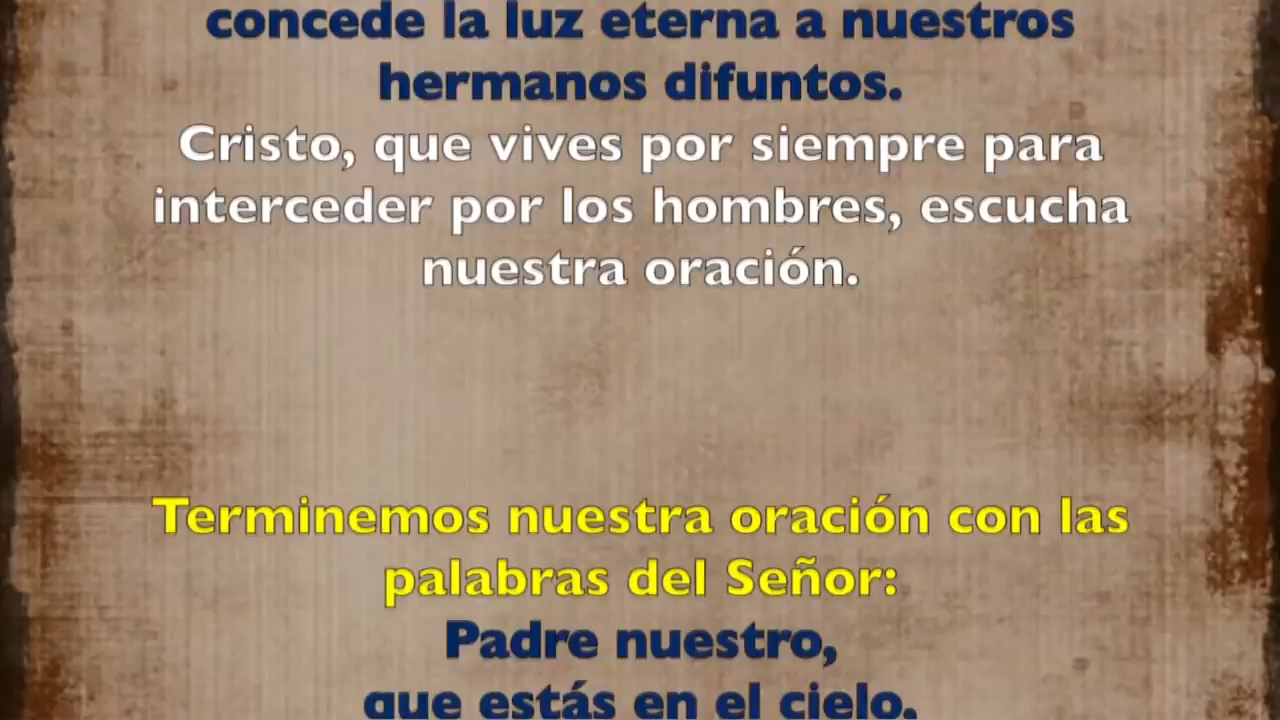 concede la luz eterna a nuestros
hermanos difuntos.
Cristo, que vives por siempre para
interceder por los hombres, escucha
nuestra oración.
Terminemos nuestra oración con las
palabras del Señor:
Padre nuestro,
que estás en el cielo,